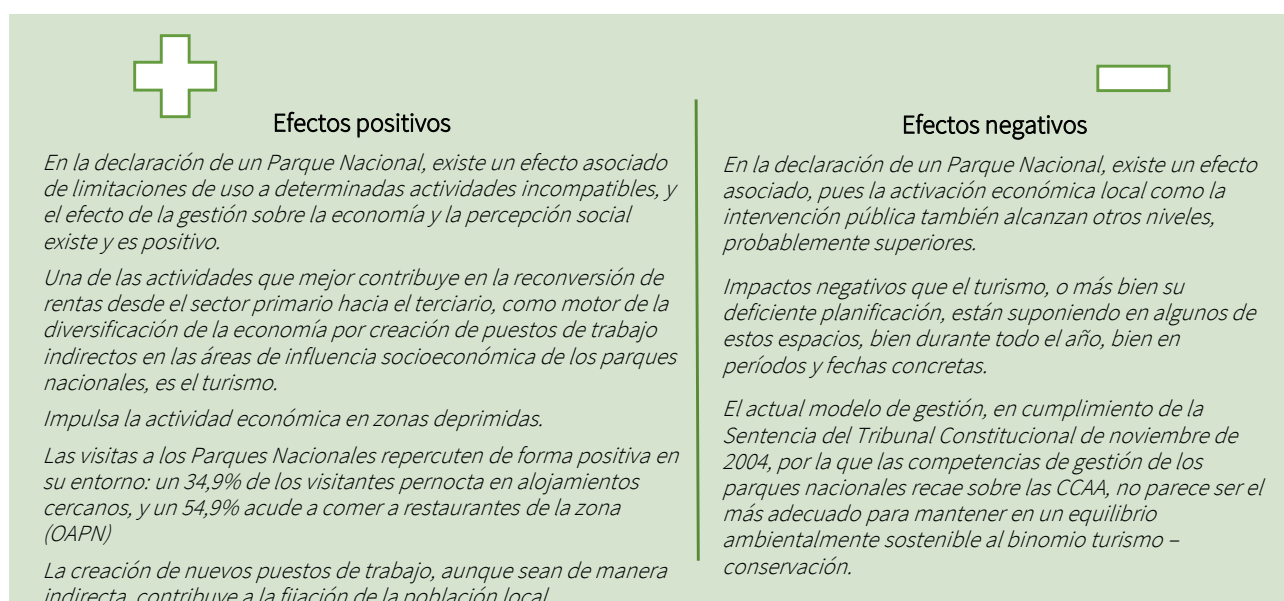 Efectos positivos
En la declaración de un Parque Nacional, existe un efecto asociado
de limitaciones de uso a determinadas actividades incompatibles, y
el efecto de la gestión sobre la economía y la percepción social
existe y es positivo.
Una de las actividades que mejor contribuye en la reconversión de
rentas desde el sector primario hacia el terciario, como motor de la
diversificación de la economía por creación de puestos de trabajo
indirectos en las áreas de influencia socioeconómica de los parques
nacionales, es el turismo.
Impulsa la actividad económica en zonas deprimidas.
Las visitas a los Parques Nacionales repercuten de forma positiva en
su entorno: un 34,9% de los visitantes pernocta en alojamientos
cercanos, y un 54,9% acude a comer a restaurantes de la zona
(OAPN)
La creación de nuevos puestos de trabajo, aunque sean de manera
indirecta, contribuye a la fijación de la población local.
Efectos negativos
En la declaración de un Parque Nacional, existe un efecto
asociado, pues la activación económica local como la
intervención pública también alcanzan otros niveles,
probablemente superiores.
Impactos negativos que el turismo, o más bien su
deficiente planificación, están suponiendo en algunos de
estos espacios, bien durante todo el año, bien en
períodos y fechas concretas.
El actual modelo de gestión, en cumplimiento de la
Sentencia del Tribunal Constitucional de noviembre de
2004, por la que las competencias de gestión de los
parques nacionales recae sobre las CCAA, no parece ser el
más adecuado para mantener en un equilibrio
ambientalmente sostenible al binomio turismo –
conservación.